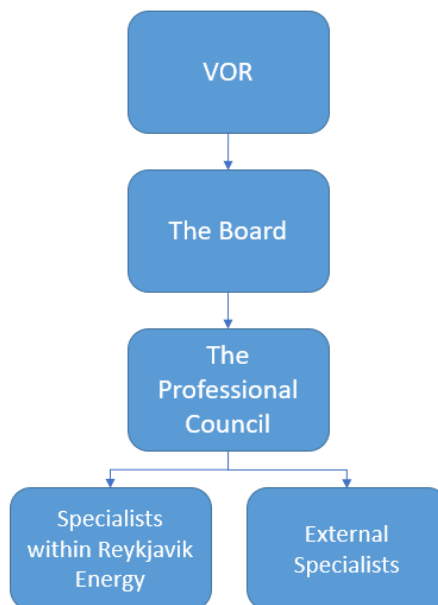 VOR
The Board
The
Professional
Council
Specialists
within Reykjavik
Energy
External
Specialists